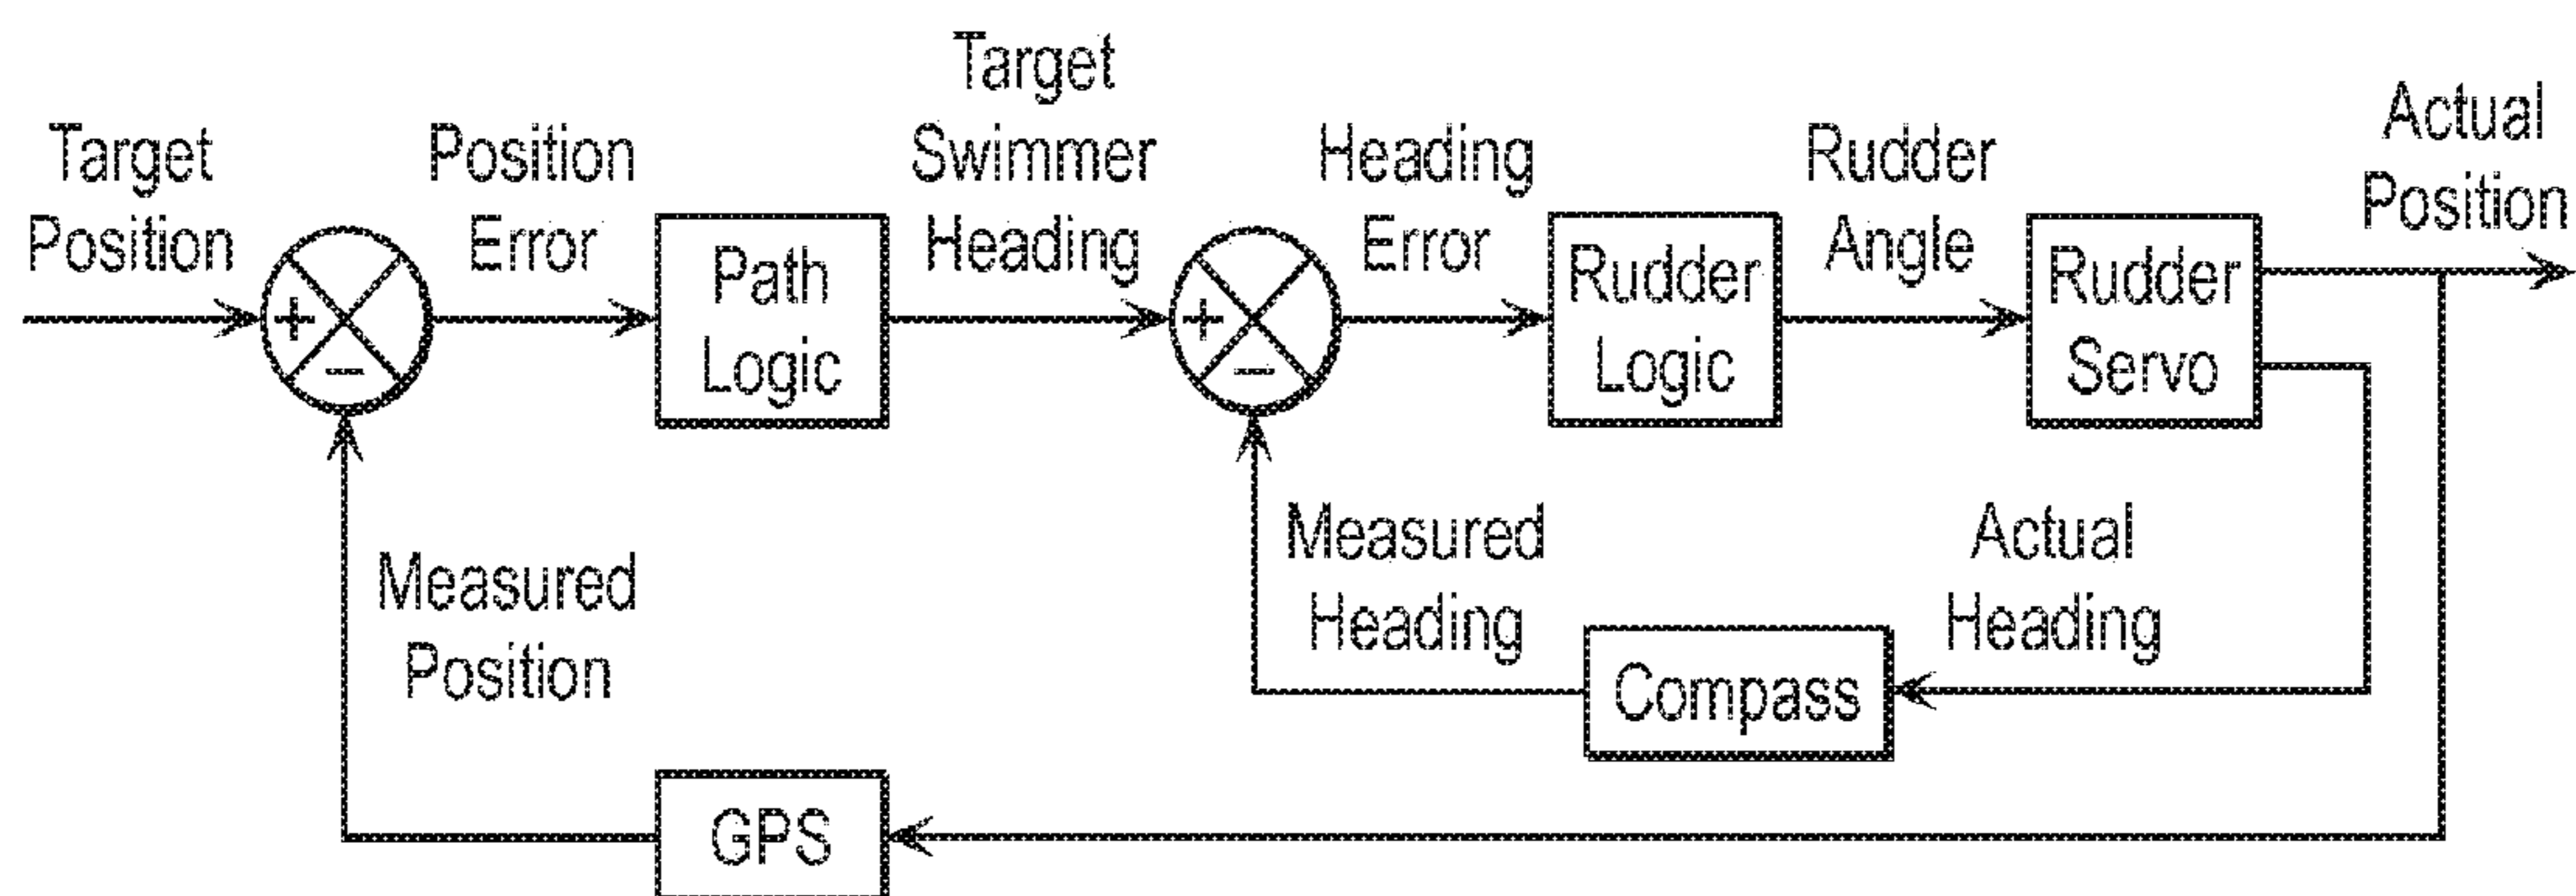 Target
Position
+
−
Position
Error
Path
Logic
Target
Swimmer
Heading
+
−
Heading
Error
Rudder
Logic
Rudder
Angle
Rudder
Servo
Actual
Position
Measured
Position
Measured
Heading
Compass
Actual
Heading
GPS